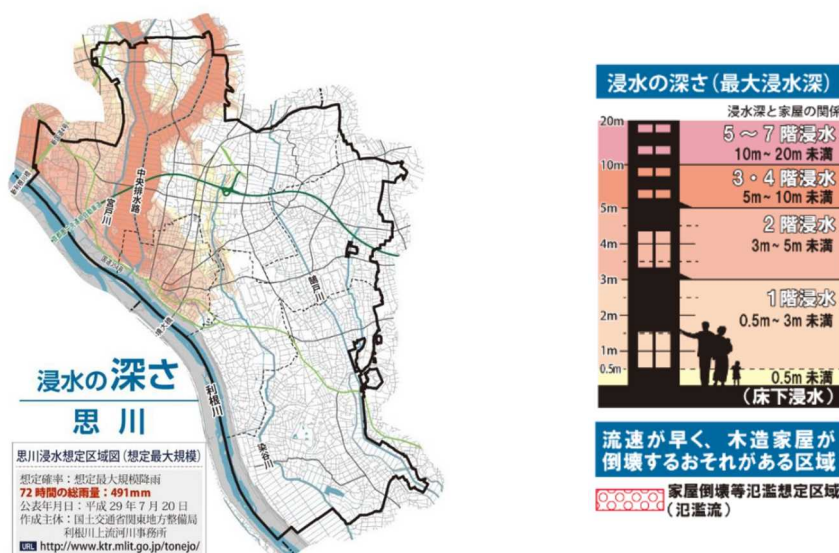 宮戸川
中央排水路
鵠戸川
境大橋
利根川
染谷川
浸水の深さ
思川
思川浸水想定区域図(想定最大規模)
想定確率:想定最大規模降雨
72時間の総雨量:491mm
公表年月日:平成29年7月20日
作成主体:国土交通省関東地方整備局
利根川上流河川事務所
URL http://www.ktr.mlit.go.jp/tonejo/
浸水の深さ(最大浸水深)
浸水深と家屋の関係
20m
5～7階浸水
10m~20m未満
10m
3・4階浸水
5m~10m未満
5m
2階浸水
4m
3m~5m未満
3m
1階浸水
2m
0.5m~3m未満
1m
0.5m
0.5m未満
(床下浸水)
流速が早く、木造家屋が
倒壊するおそれがある区域
家屋倒壊等氾濫想定区域
(氾濫流)